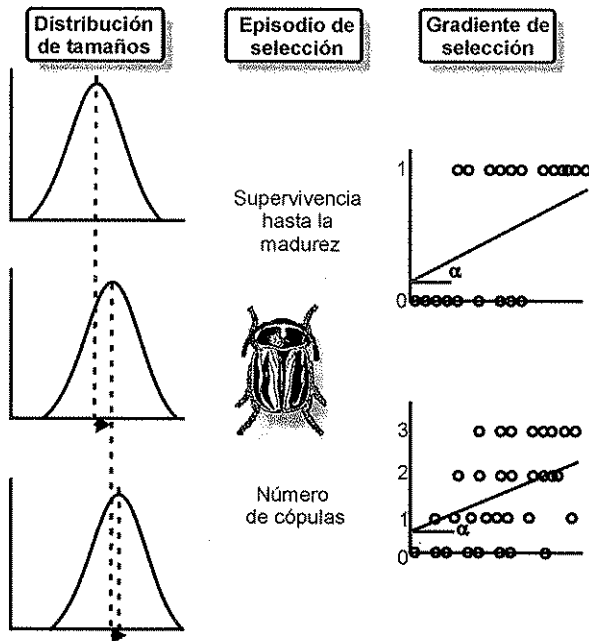 Distribución
de tamaños
Episodio de
selección
Gradiente de
selección
Supervivencia
hasta la
madurez
1
α
0
Número
de cópulas
3
2
1
α
0